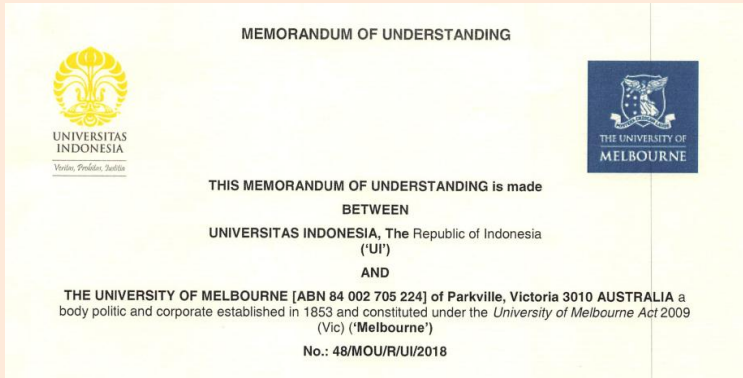 MEMORANDUM OF UNDERSTANDING
UNIVERSITAS
INDONESIA
Veritas, Probitas, Iustitia
THE UNIVERSITY OF
MELBOURNE
THIS MEMORANDUM OF UNDERSTANDING is made
BETWEEN
UNIVERSITAS INDONESIA, The Republic of Indonesia
('UI')
AND
THE UNIVERSITY OF MELBOURNE [ABN 84 002 705 224] of Parkville, Victoria 3010 AUSTRALIA a
body politic and corporate established in 1853 and constituted under the University of Melbourne Act 2009
(Vic) ('Melbourne')
No.: 48/MOU/R/UI/2018